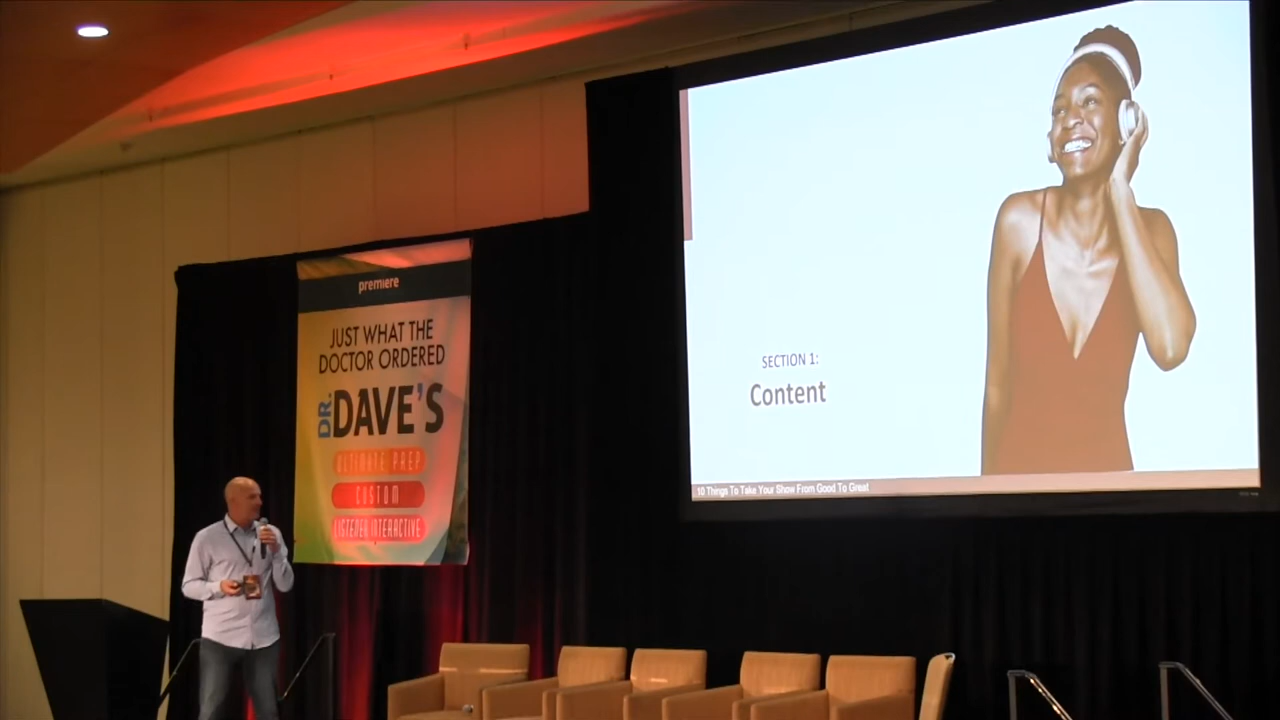 premiere
JUST WHAT THE
DOCTOR ORDERED
DR.
DAVE'S
ULTIMATE PREP
CUSTOM
LISTENER INTERACTIVE
SECTION 1:
Content
10 Things To Take Your Show From Good To Great